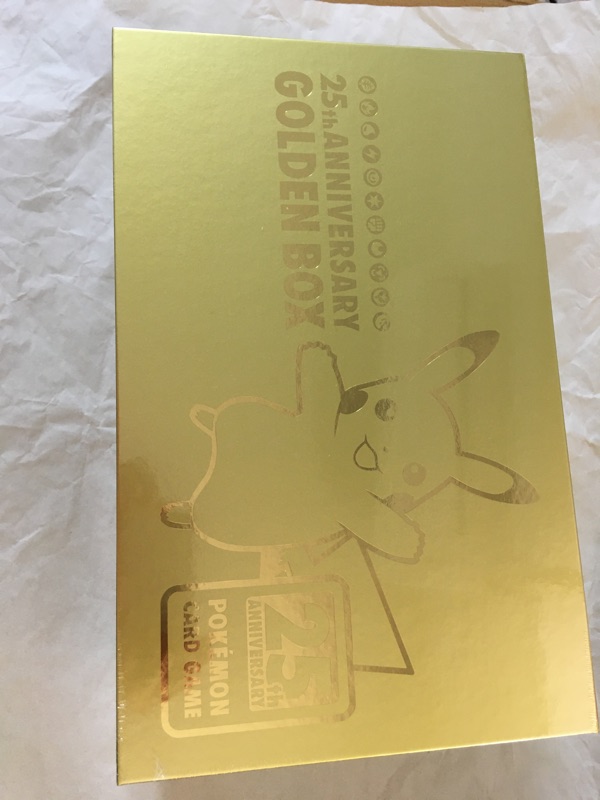 25th ANNIVERSARY
GOLDEN BOX
25th
ANNIVERSARY
POKÉMON
CARD GAME